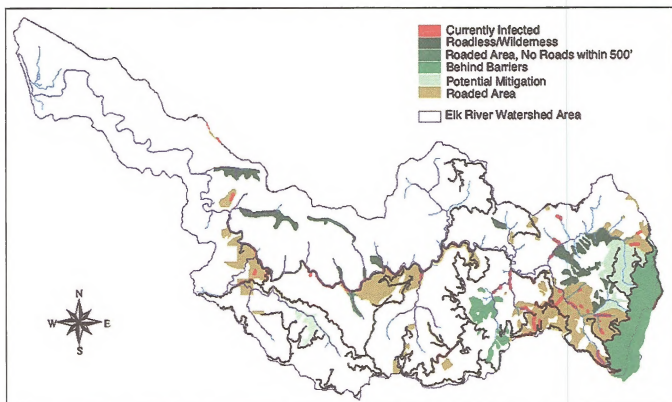 Currently Infected
Roadless/Wilderness
Roaded Area, No Roads within 500'
Behind Barriers
Potential Mitigation
Roaded Area
Elk River Watershed Area
N
W E
S